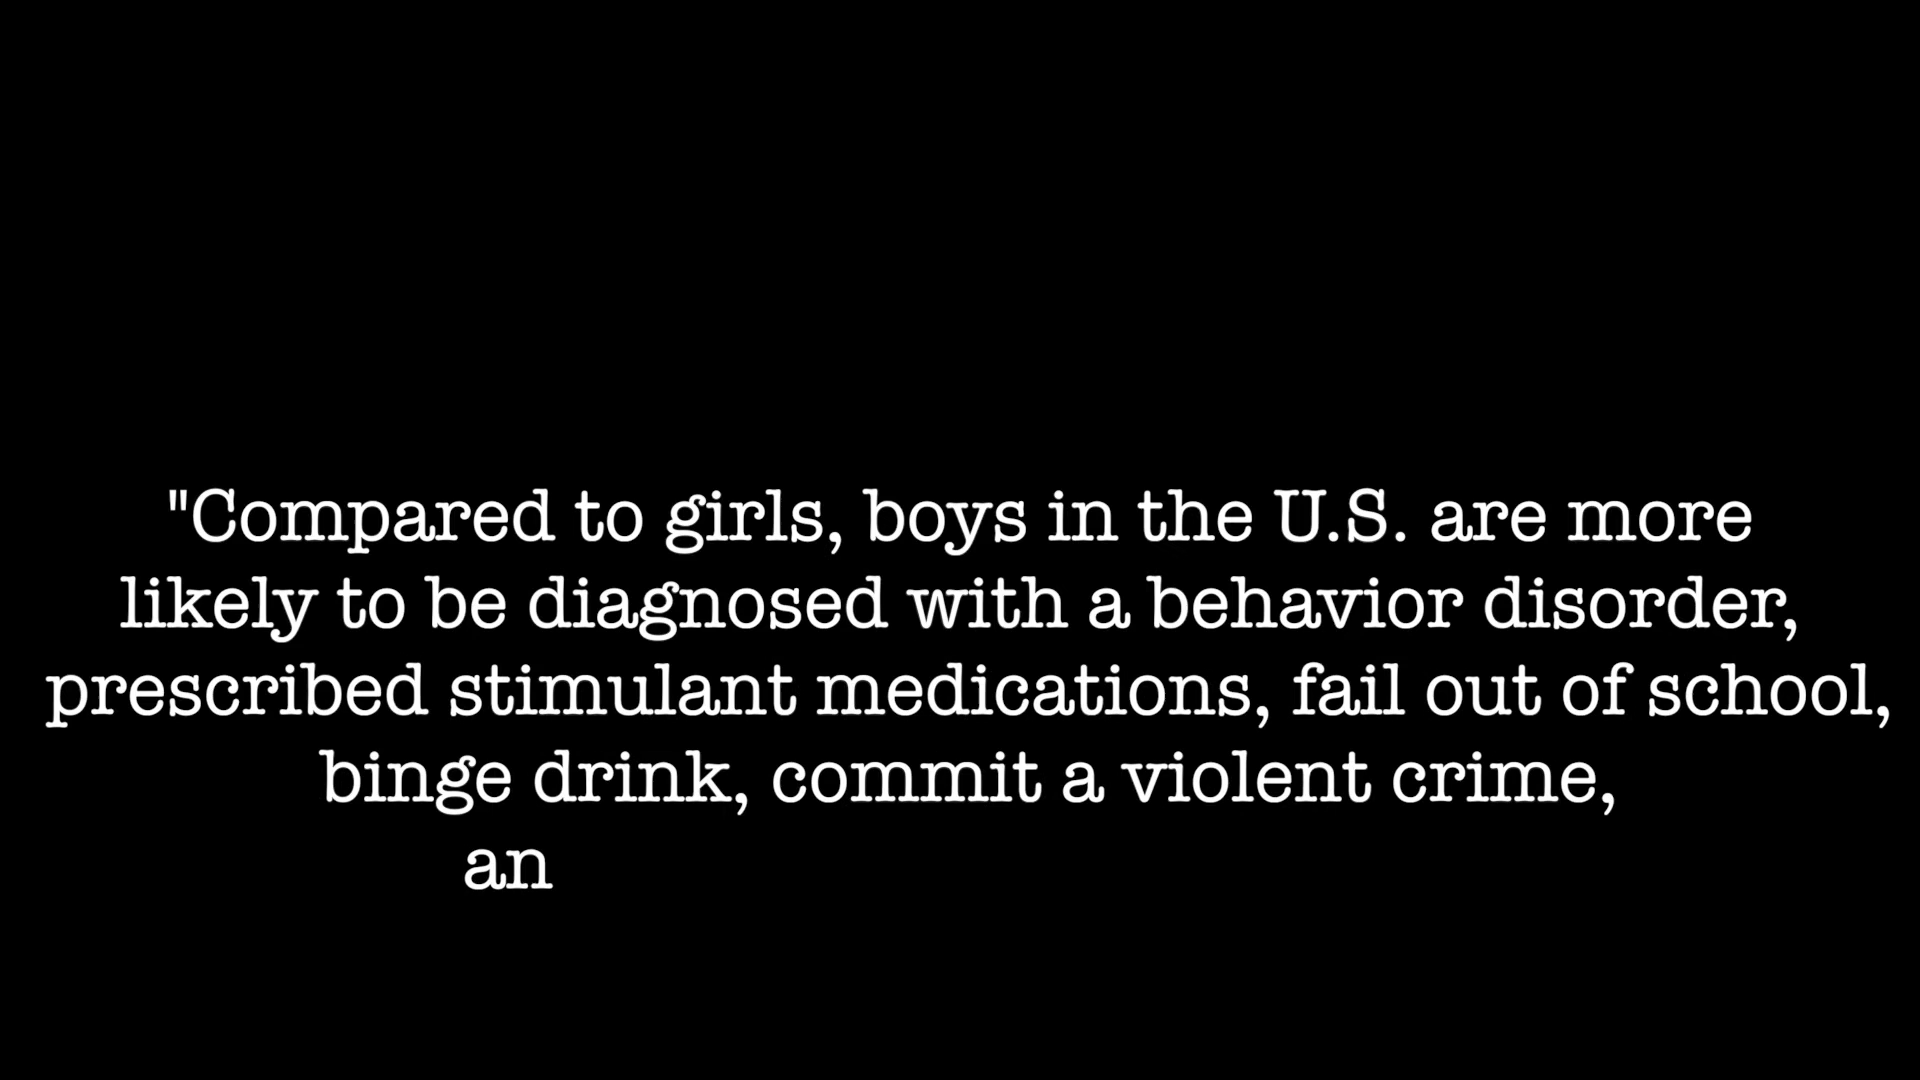 "Compared to girls, boys in the U.S. are more
likely to be diagnosed with a behavior disorder,
prescribed stimulant medications, fail out of school,
binge drink, commit a violent crime,
an